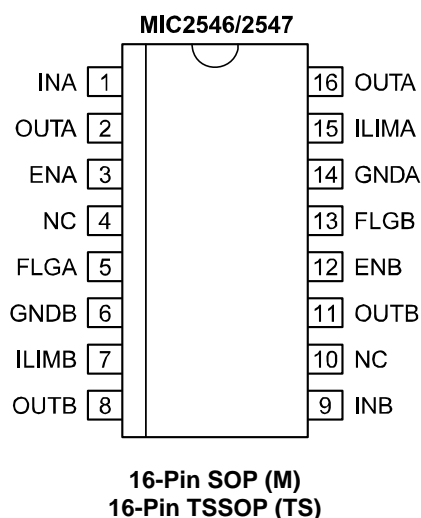 MIC2546/2547
INA 1
OUTA 2
ENA 3
NC 4
FLGA 5
GNDB 6
ILIMB 7
OUTB 8
16 OUTA
15 ILIMA
14 GNDA
13 FLGB
12 ENB
11 OUTB
10 NC
9 INB
16-Pin SOP (M)
16-Pin TSSOP (TS)